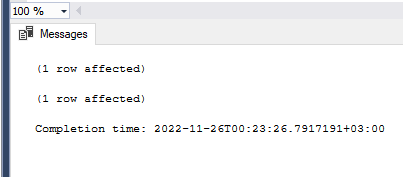 100 %
Messages
(1 row affected)
(1 row affected)
Completion time: 2022-11-26T00:23:26.7917191+03:00